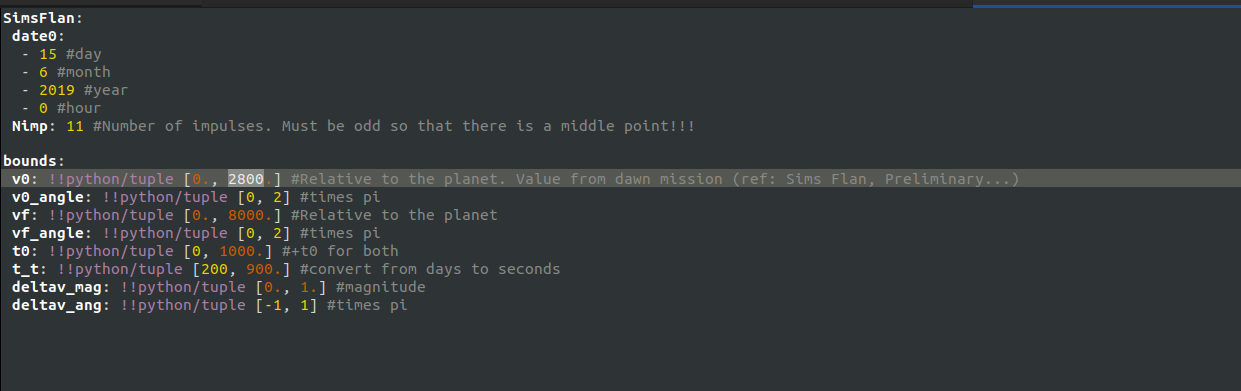 SimsFlan:
date0:
- 15 #day
- 6 #month
- 2019 #year
- 0 #hour
Nimp: 11 #Number of impulses. Must be odd so that there is a middle point!!!
bounds:
v0: !!python/tuple [0., 2800.] #Relative to the planet. Value from dawn mission (ref: Sims Flan, Preliminary...)
v0_angle: !!python/tuple [0, 2] #times pi
vf: !!python/tuple [0., 8000.] #Relative to the planet
vf_angle: !!python/tuple [0, 2] #times pi
t0: !!python/tuple [0, 1000.] #+t0 for both
t_t: !!python/tuple [200, 900.] #convert from days to seconds
deltav_mag: !!python/tuple [0., 1.] #magnitude
deltav_ang: !!python/tuple [-1, 1] #times pi